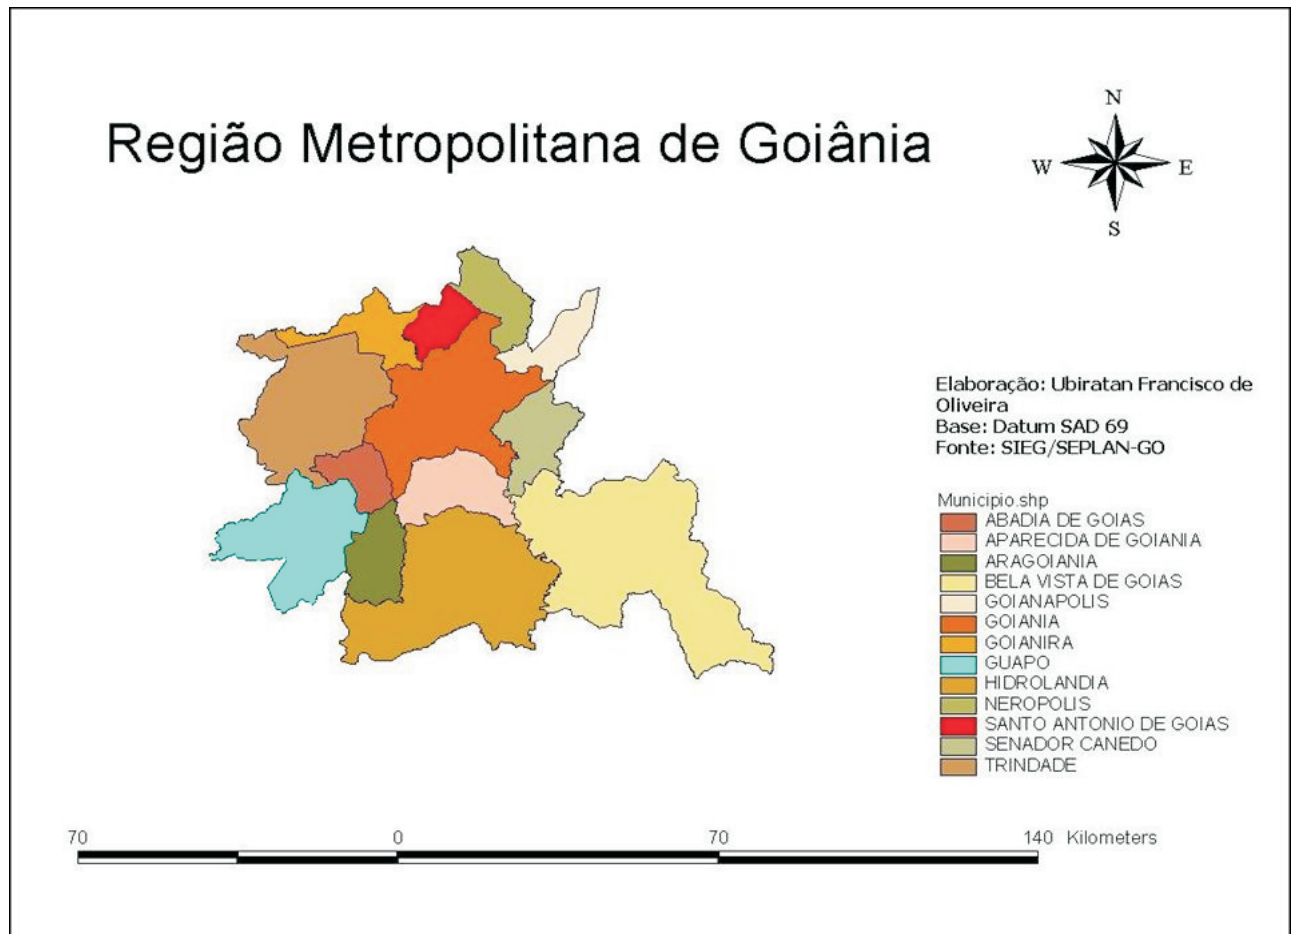 Região Metropolitana de Goiânia
N
W
E
S
Elaboração: Ubiratan Francisco de
Oliveira
Base: Datum SAD 69
Fonte: SIEG/SEPLAN-GO
Municipio.shp
ABADIA DE GOIAS
APARECIDA DE GOIANIA
ARAGOIANIA
BELA VISTA DE GOIAS
GOIANAPOLIS
GOIANIA
GOIANIRA
GUAPO
HIDROLANDIA
NEROPOLIS
SANTO ANTONIO DE GOIAS
SENADOR CANEDO
TRINDADE
70 0 70 140 Kilometers